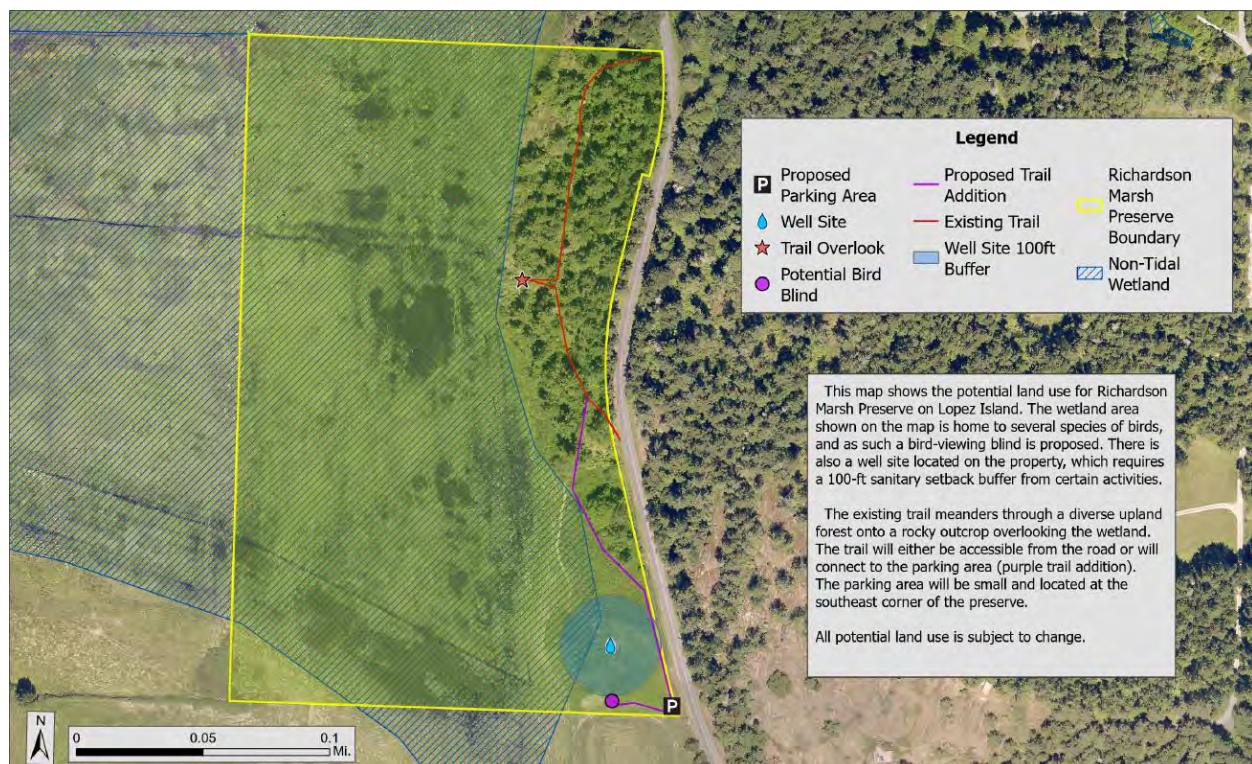 Legend
P
Proposed
Parking Area
Well Site
Trail Overlook
Potential Bird
Blind
Proposed Trail
Addition
Existing Trail
Well Site 100ft
Buffer
Richardson
Marsh
Preserve
Boundary
Non-Tidal
Wetland
This map shows the potential land use for Richardson
Marsh Preserve on Lopez Island. The wetland area
shown on the map is home to several species of birds,
and as such a bird-viewing blind is proposed. There is
also a well site located on the property, which requires
a 100-ft sanitary setback buffer from certain activities.
The existing trail meanders through a diverse upland
forest onto a rocky outcrop overlooking the wetland.
The trail will either be accessible from the road or will
connect to the parking area (purple trail addition).
The parking area will be small and located at the
southeast corner of the preserve.
All potential land use is subject to change.
P
N
0 0.05 0.1
Mi.